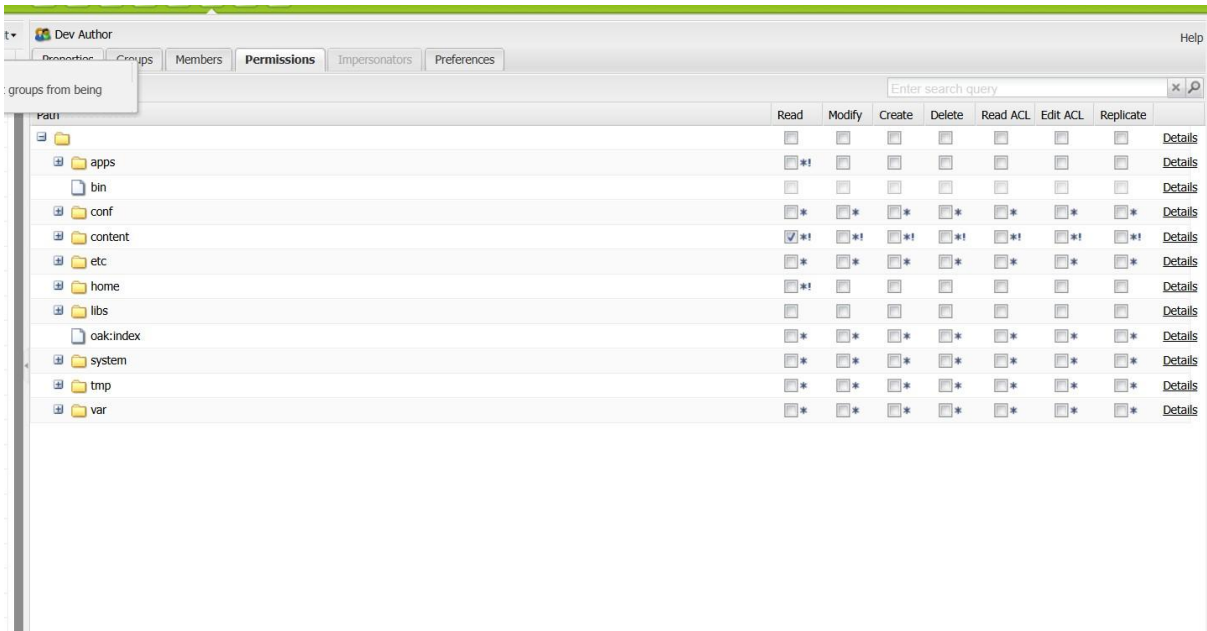 t Dev Author Help
Properties Groups Members Permissions Impersonators Preferences
groups from being
Enter search query
Path Read Modify Create Delete Read ACL Edit ACL Replicate
Details
apps *! Details
bin Details
conf * * * * * * * Details
content *! *! *! *! *! *! *! Details
etc * * * * * * * Details
home *! Details
libs Details
oak:index * * * * * * * Details
system * * * * * * * Details
tmp * * * * * * * Details
var * * * * * * * Details